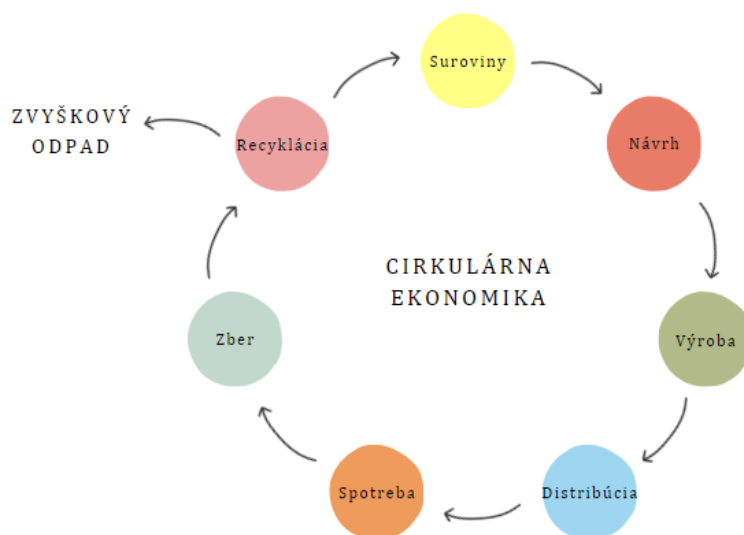 Suroviny
Návrh
Výroba
Distribúcia
Spotreba
Zber
Recyklácia
ZVYŠKOVÝ
ODPAD
CIRKULÁRNA
EKONOMIKA